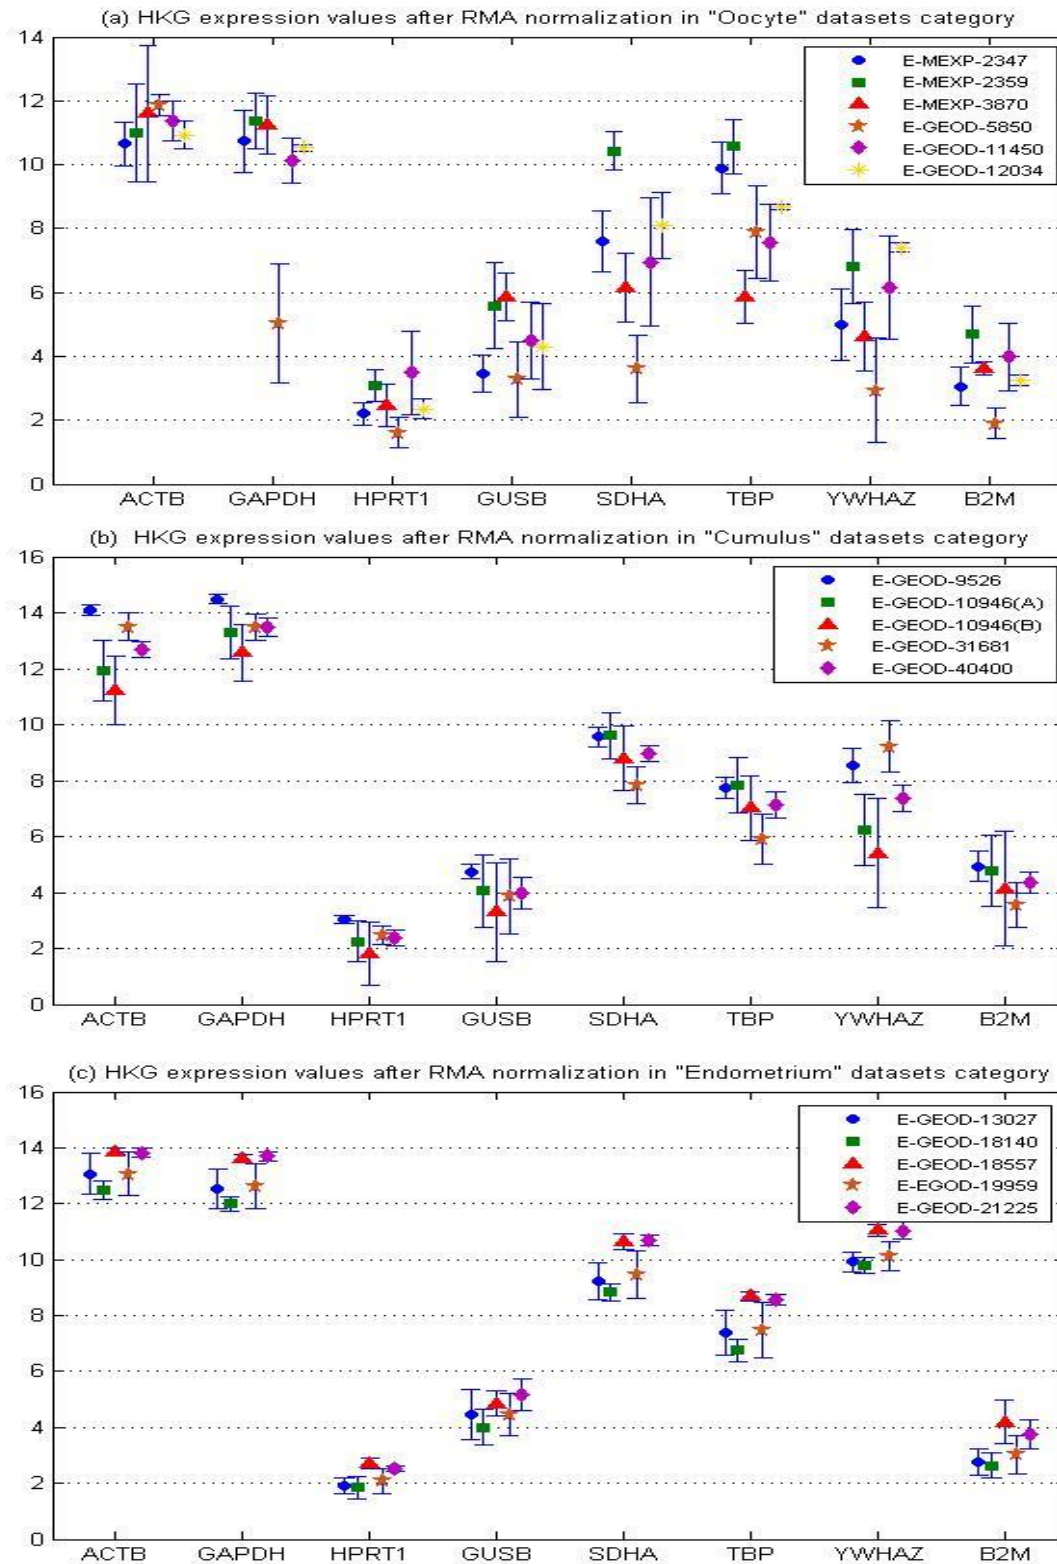 (a) HKG expression values after RMA normalization in "Oocyte" datasets category
14
12
10
8
6
4
2
0
E-MEXP-2347
E-MEXP-2359
E-MEXP-3870
E-GEOD-5850
E-GEOD-11450
E-GEOD-12034
ACTB GAPDH HPRT1 GUSB SDHA TBP YWHAZ B2M
(b) HKG expression values after RMA normalization in "Cumulus" datasets category
16
14
12
10
8
6
4
2
0
E-GEOD-9526
E-GEOD-10946(A)
E-GEOD-10946(B)
E-GEOD-31681
E-GEOD-40400
ACTB GAPDH HPRT1 GUSB SDHA TBP YWHAZ B2M
(c) HKG expression values after RMA normalization in "Endometrium" datasets category
16
14
12
10
8
6
4
2
0
E-GEOD-13027
E-GEOD-18140
E-GEOD-18557
E-EGOD-19959
E-GEOD-21225
ACTB GAPDH HPRT1 GUSB SDHA TBP YWHAZ B2M